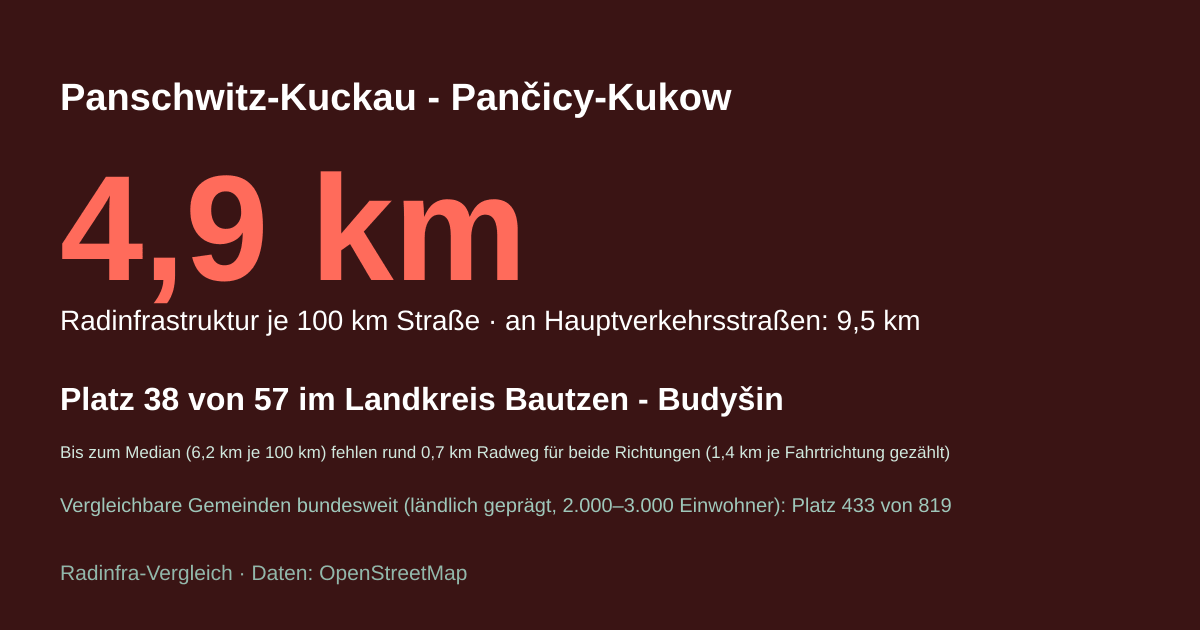 Panschwitz-Kuckau - Pančicy-Kukow
4,9 km
Radinfrastruktur je 100 km Straße · an Hauptverkehrsstraßen: 9,5 km
Platz 38 von 57 im Landkreis Bautzen - Budyšin
Bis zum Median (6,2 km je 100 km) fehlen rund 0,7 km Radweg für beide Richtungen (1,4 km je Fahrtrichtung gezählt)
Vergleichbare Gemeinden bundesweit (ländlich geprägt, 2.000–3.000 Einwohner): Platz 433 von 819
Radinfra-Vergleich · Daten: OpenStreetMap